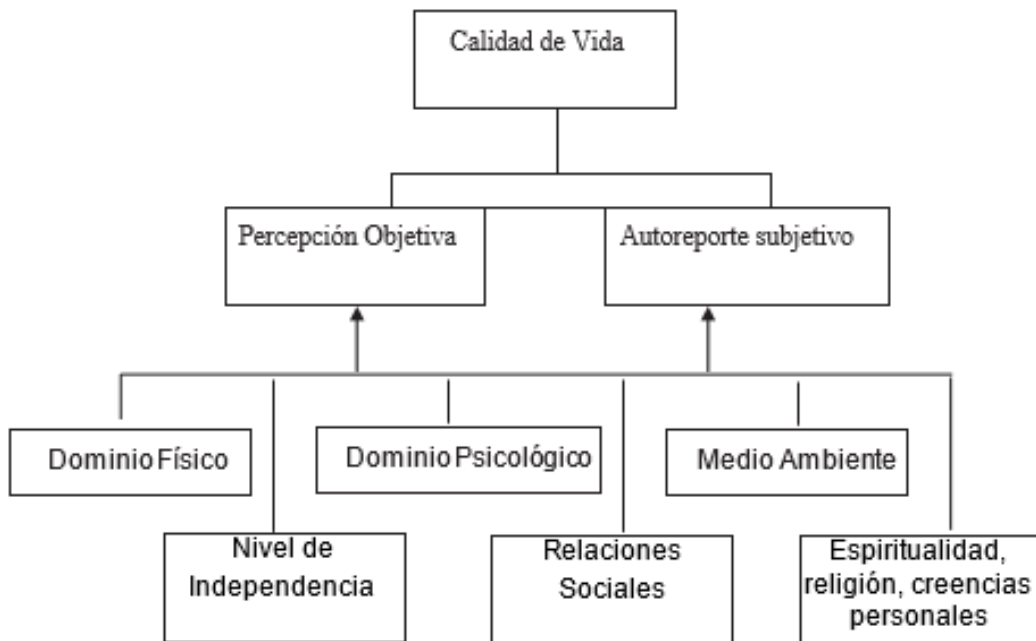 Calidad de Vida
Percepción Objetiva
Autoreporte subjetivo
Dominio Físico
Dominio Psicológico
Medio Ambiente
Nivel de
Independencia
Relaciones
Sociales
Espiritualidad,
religión, creencias
personales